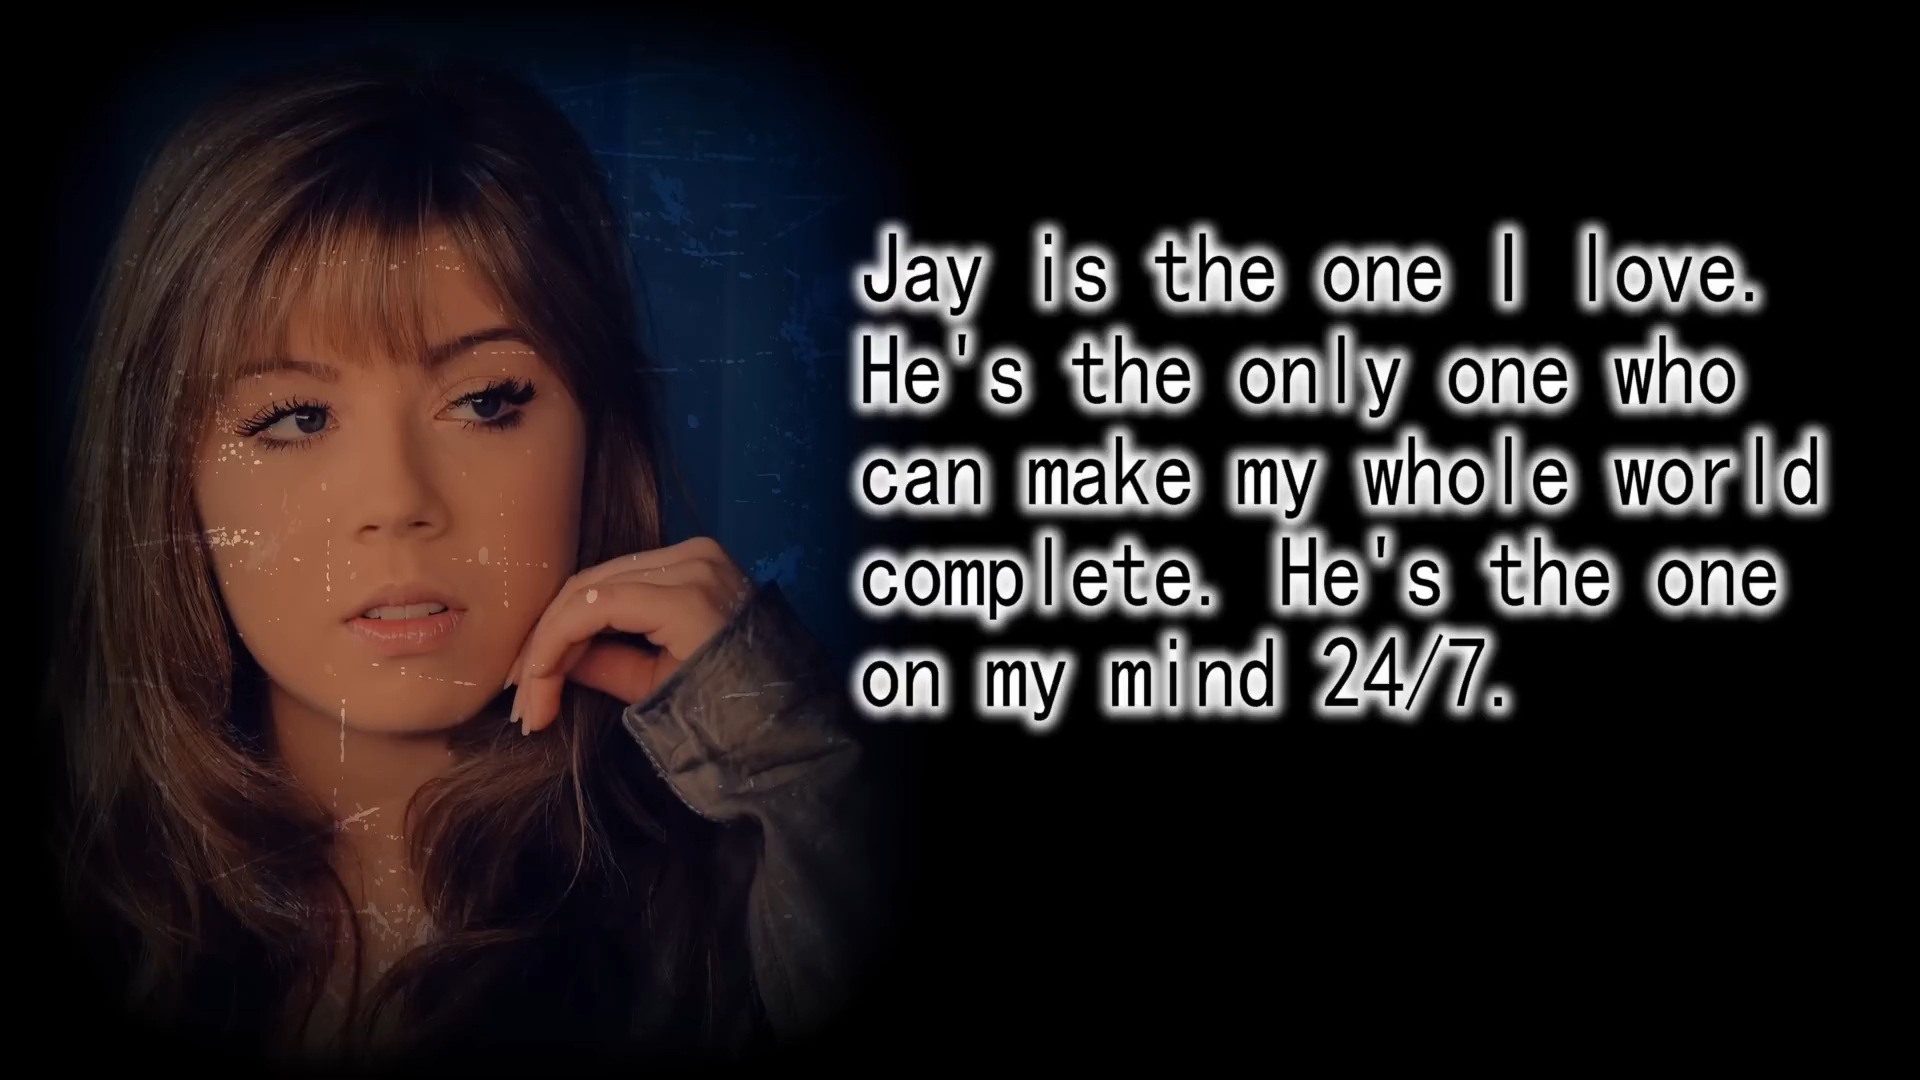 Jay is the one I love.
He's the only one who
can make my whole world
complete. He's the one
on my mind 24/7.